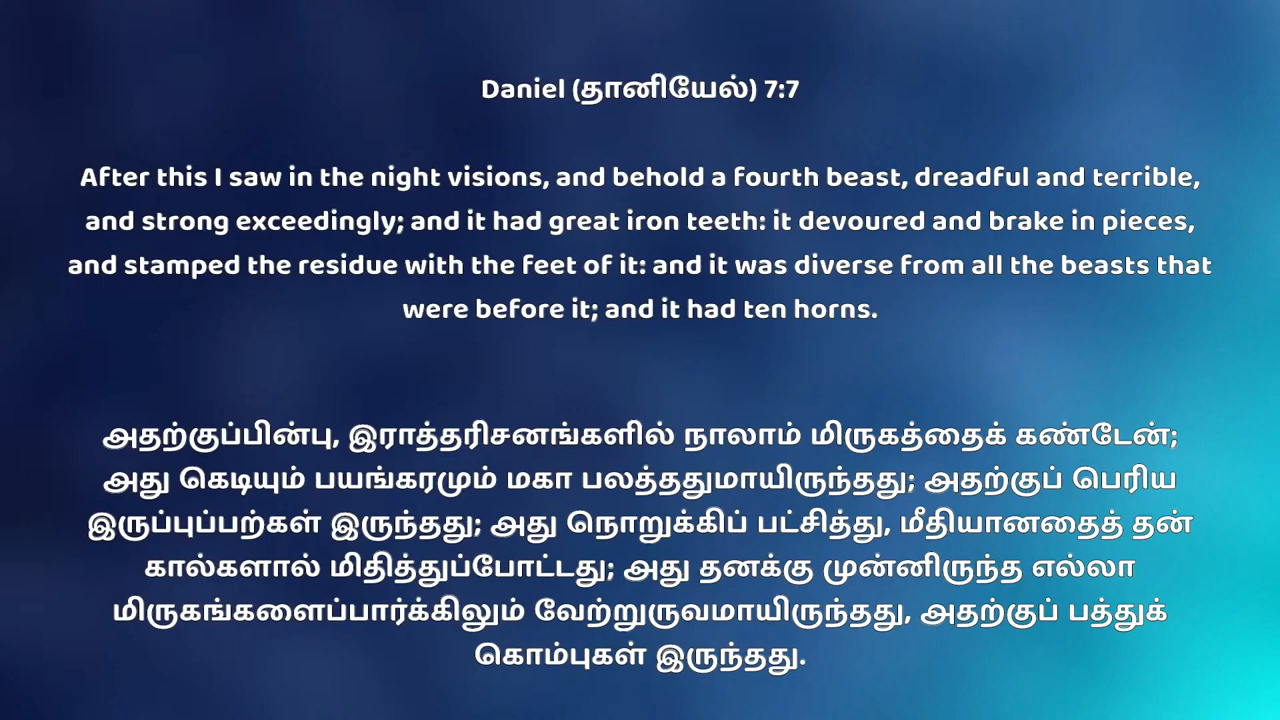 Daniel (தானியேல்) 7:7
After this I saw in the night visions, and behold a fourth beast, dreadful and terrible,
and strong exceedingly; and it had great iron teeth: it devoured and brake in pieces,
and stamped the residue with the feet of it: and it was diverse from all the beasts that
were before it; and it had ten horns.
அதற்குப்பின்பு, இராத்தரிசனங்களில் நாலாம் மிருகத்தைக் கண்டேன்;
அது கெடியும் பயங்கரமும் மகா பலத்ததுமாயிருந்தது; அதற்குப் பெரிய
இருப்புப்பற்கள் இருந்தது; அது நொறுக்கிப் பட்சித்து, மீதியானதைத் தன்
கால்களால் மிதித்துப்போட்டது; அது தனக்கு முன்னிருந்த எல்லா
மிருகங்களைப்பார்க்கிலும் வேற்றுருவமாயிருந்தது, அதற்குப் பத்துக்
கொம்புகள் இருந்தது.